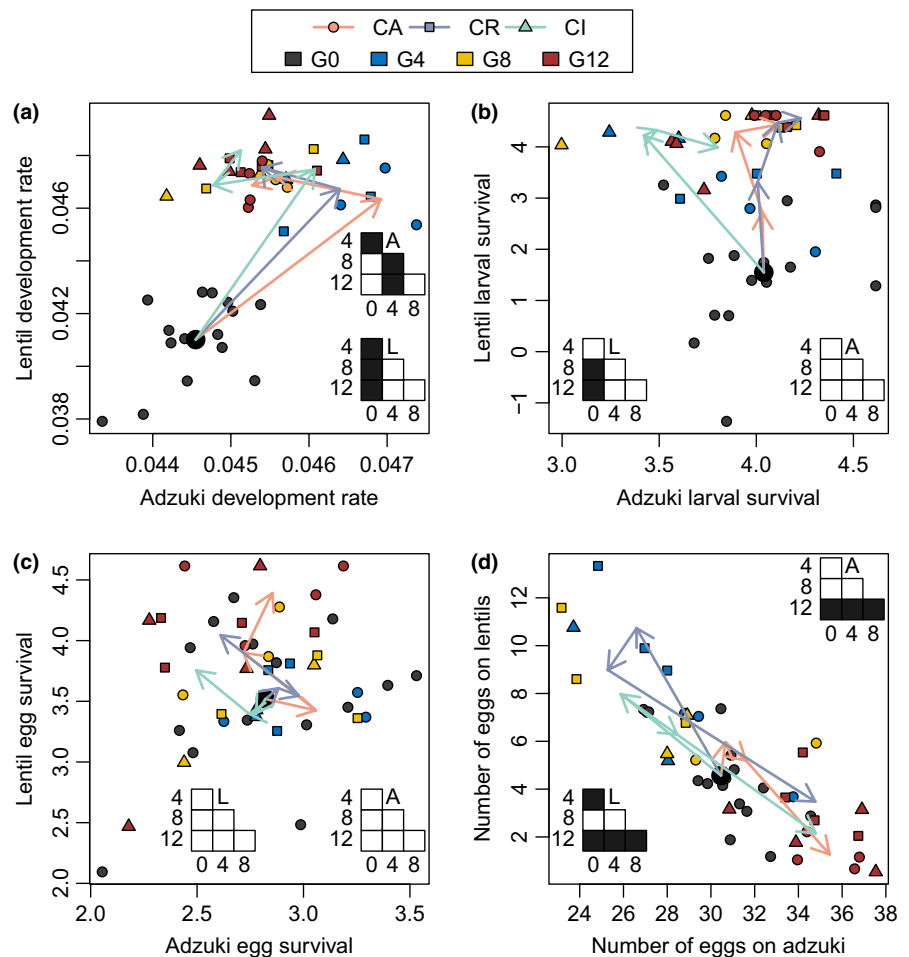 CA CR CI
G0 G4 G8 G12
(a)
Lentil development rate
0.038 0.042 0.046
4 A
8
12
0 4 8
4 L
8
12
0 4 8
0.044 0.045 0.046 0.047
Adzuki development rate
(b)
Lentil larval survival
−1 0 1 2 3 4
4 L
8
12
0 4 8
4 A
8
12
0 4 8
3.0 3.5 4.0 4.5
Adzuki larval survival
(c)
Lentil egg survival
2.0 2.5 3.0 3.5 4.0 4.5
4 L
8
12
0 4 8
4 A
8
12
0 4 8
2.0 2.5 3.0 3.5
Adzuki egg survival
(d)
Number of eggs on lentils
2 4 6 8 10 12
4 A
8
12
0 4 8
4 L
8
12
0 4 8
24 26 28 30 32 34 36 38
Number of eggs on adzuki